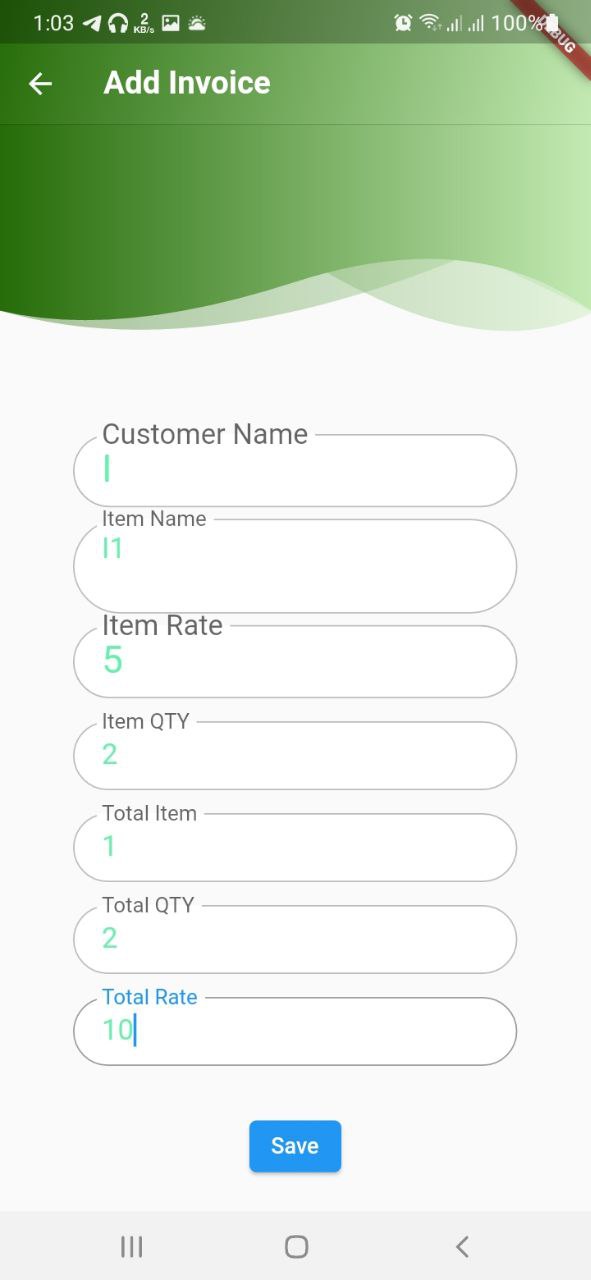 1:03 2 KB/s 100% DEBUG
Add Invoice
Customer Name
I
Item Name
I1
Item Rate
5
Item QTY
2
Total Item
1
Total QTY
2
Total Rate
10
Save